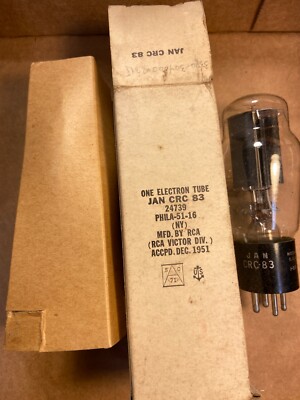 JAN CRC 83
ONE ELECTRON TUBE
JAN CRC 83
24739
PHILA-51-16
(NY)
MFD. BY RCA
(RCA VICTOR DIV.)
ACCPD. DEC. 1951
JAN
CRC-83